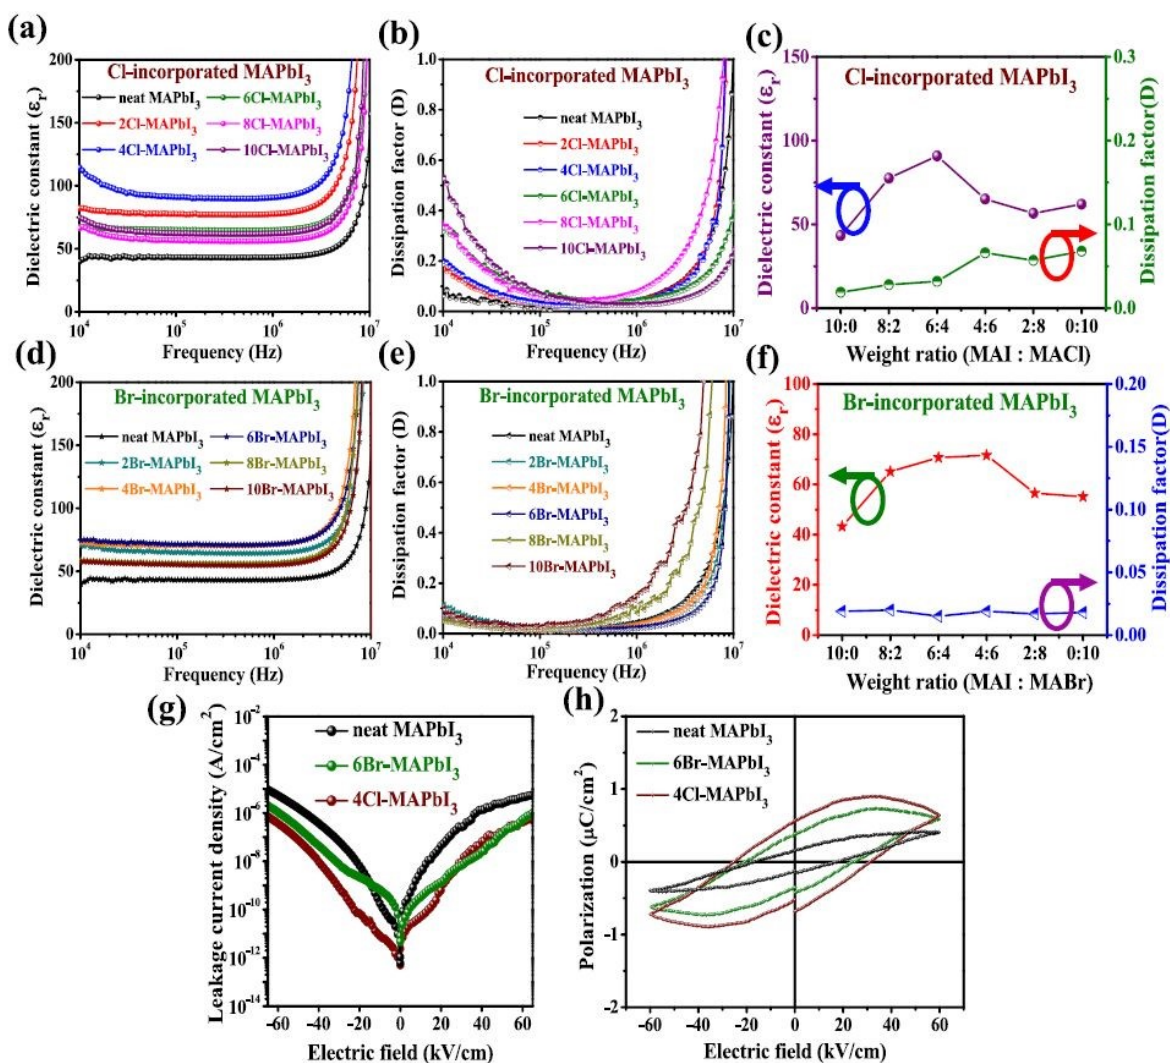 (a)
Dielectric constant (εr)
200
150
100
50
0
Cl-incorporated MAPbI3
neat MAPbI3
2Cl-MAPbI3
4Cl-MAPbI3
6Cl-MAPbI3
8Cl-MAPbI3
10Cl-MAPbI3
10^4 10^5 10^6 10^7
Frequency (Hz)
(b)
Dissipation factor (D)
1.0
0.8
0.6
0.4
0.2
0.0
Cl-incorporated MAPbI3
neat MAPbI3
2Cl-MAPbI3
4Cl-MAPbI3
6Cl-MAPbI3
8Cl-MAPbI3
10Cl-MAPbI3
10^4 10^5 10^6 10^7
Frequency (Hz)
(c)
Dielectric constant (εr)
150
100
50
0
Cl-incorporated MAPbI3
0.3
0.2
0.1
0.0
Dissipation factor(D)
10:0 8:2 6:4 4:6 2:8 0:10
Weight ratio (MAI : MACl)
(d)
Dielectric constant (εr)
200
150
100
50
0
Br-incorporated MAPbI3
neat MAPbI3
2Br-MAPbI3
4Br-MAPbI3
6Br-MAPbI3
8Br-MAPbI3
10Br-MAPbI3
10^4 10^5 10^6 10^7
Frequency (Hz)
(e)
Dissipation factor (D)
1.0
0.8
0.6
0.4
0.2
0.0
Br-incorporated MAPbI3
neat MAPbI3
2Br-MAPbI3
4Br-MAPbI3
6Br-MAPbI3
8Br-MAPbI3
10Br-MAPbI3
10^4 10^5 10^6 10^7
Frequency (Hz)
(f)
Dielectric constant (εr)
100
80
60
40
20
0
Br-incorporated MAPbI3
0.20
0.15
0.10
0.05
0.00
Dissipation factor(D)
10:0 8:2 6:4 4:6 2:8 0:10
Weight ratio (MAI : MABr)
(g)
Leakage current density (A/cm2)
10^-2
10^-4
10^-6
10^-8
10^-10
10^-12
10^-14
neat MAPbI3
6Br-MAPbI3
4Cl-MAPbI3
-60 -40 -20 0 20 40 60
Electric field (kV/cm)
(h)
Polarization (μC/cm2)
2
1
0
-1
-2
neat MAPbI3
6Br-MAPbI3
4Cl-MAPbI3
-60 -30 0 30 60
Electric field (kV/cm)